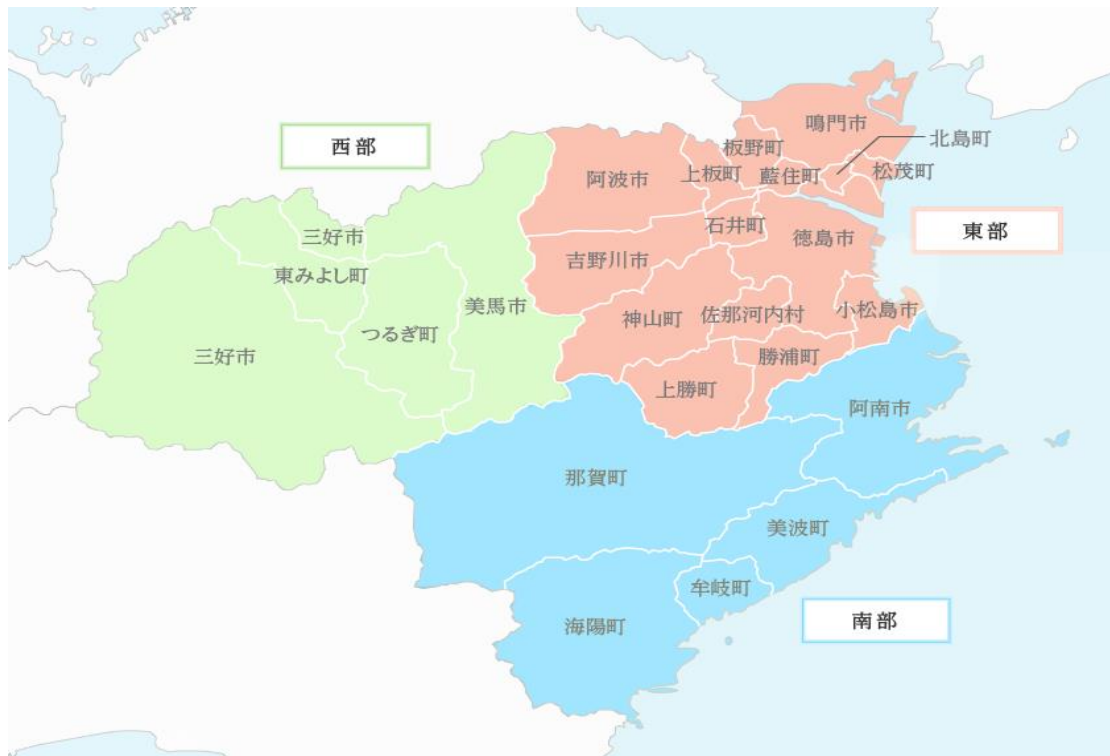 鳴門市
北島町
西部
板野町
松茂町
阿波市
上板町
藍住町
石井町
徳島市
東部
三好市
吉野川市
東みよし町
美馬市
神山町
佐那河内村
小松島市
つるぎ町
三好市
勝浦町
上勝町
阿南市
那賀町
美波町
牟岐町
海陽町
南部